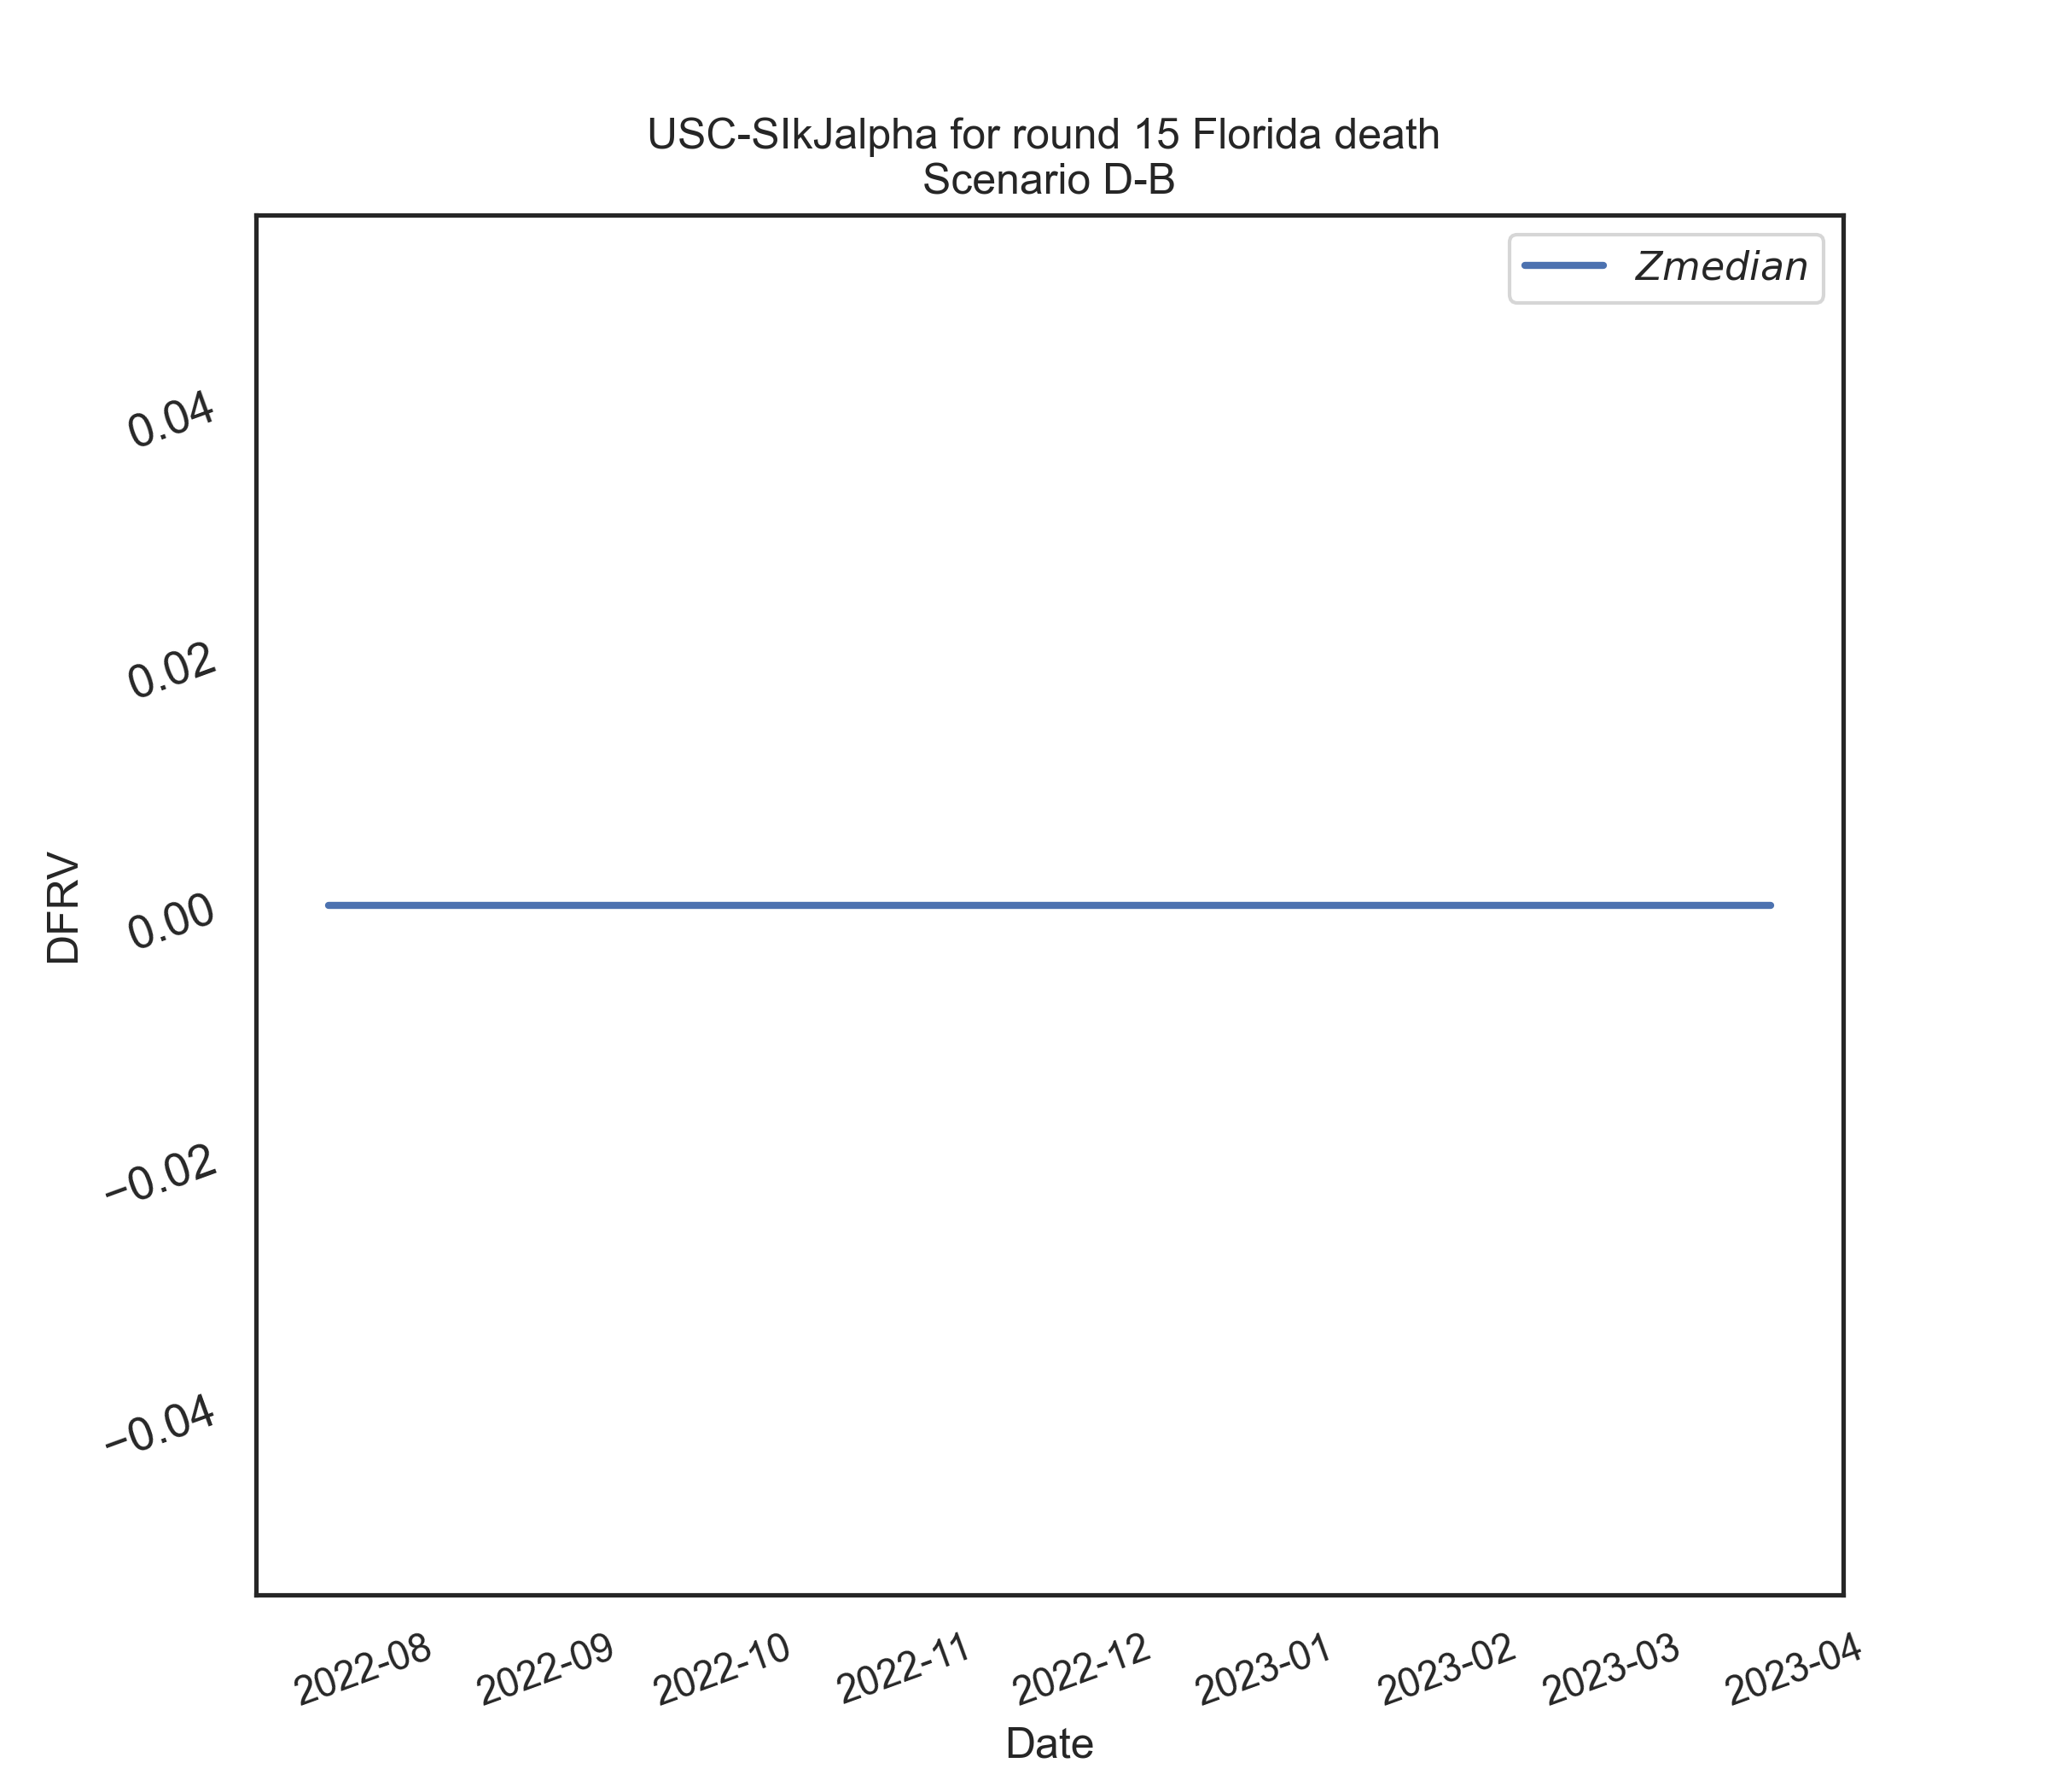 USC-SIkJalpha for round 15 Florida death
Scenario D-B
Zmedian
0.04
0.02
0.00
−0.02
−0.04
DFRV
2022-08
2022-09
2022-10
2022-11
2022-12
2023-01
2023-02
2023-03
2023-04
Date